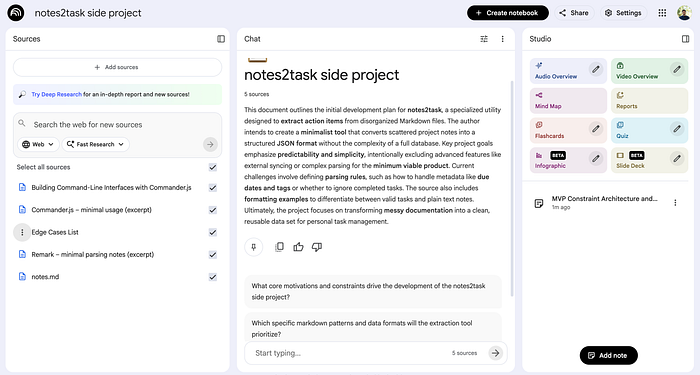 notes2task side project
+ Create notebook
Share
Settings
Sources
+ Add sources
Try Deep Research for an in-depth report and new sources!
Search the web for new sources
Web
Fast Research
Select all sources
Building Command-Line Interfaces with Commander.js
Commander.js – minimal usage (excerpt)
Edge Cases List
Remark – minimal parsing notes (excerpt)
notes.md
Chat
notes2task side project
5 sources
This document outlines the initial development plan for notes2task, a specialized utility
designed to extract action items from disorganized Markdown files. The author
intends to create a minimalist tool that converts scattered project notes into a
structured JSON format without the complexity of a full database. Key project goals
emphasize predictability and simplicity, intentionally excluding advanced features like
external syncing or complex parsing for the minimum viable product. Current
challenges involve defining parsing rules, such as how to handle metadata like
due dates and tags or whether to ignore completed tasks. The source also includes
formatting examples to differentiate between valid tasks and plain text notes.
Ultimately, the project focuses on transforming messy documentation into a clean,
reusable data set for personal task management.
What core motivations and constraints drive the development of the notes2task
side project?
Which specific markdown patterns and data formats will the extraction tool
prioritize?
Start typing...
5 sources
Studio
Audio Overview
Video Overview
Mind Map
Reports
Flashcards
Quiz
Infographic
BETA
Slide Deck
BETA
MVP Constraint Architecture and...
1m ago
Add note